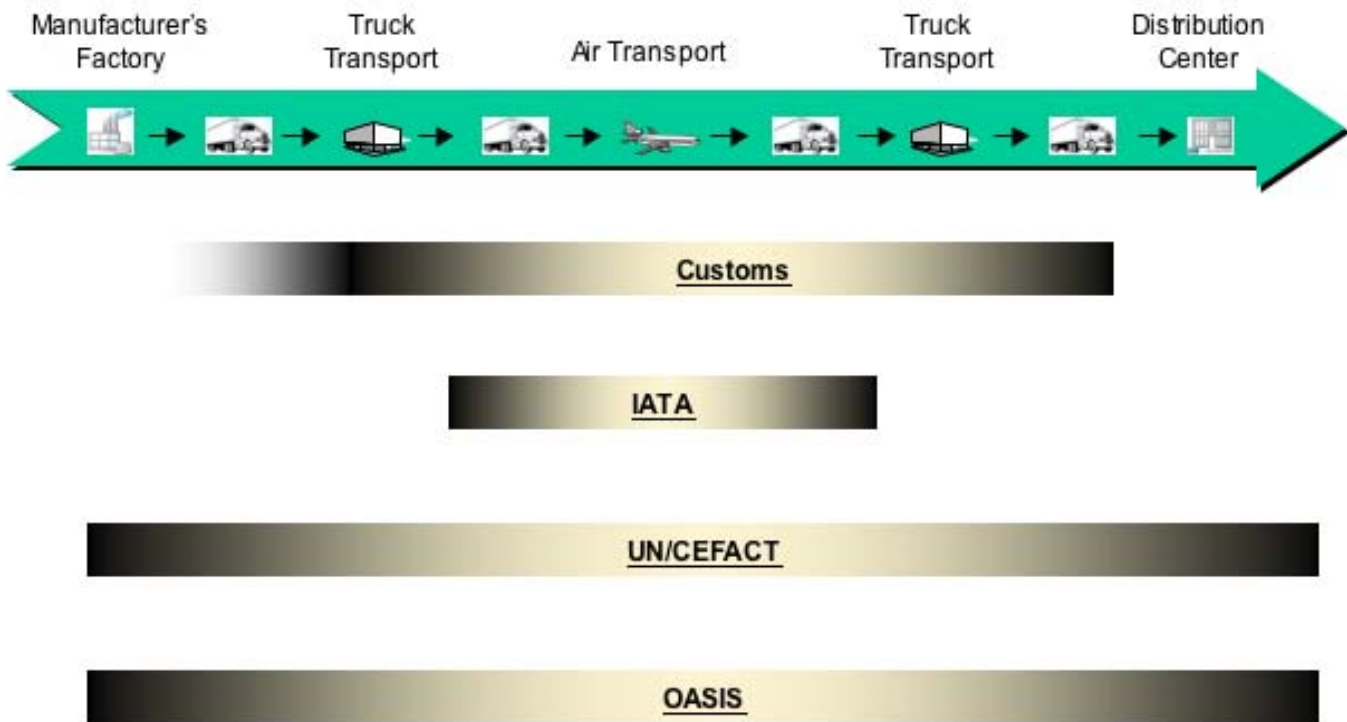 Manufacturer's
Factory
Truck
Transport
Air Transport
Truck
Transport
Distribution
Center
Customs
IATA
UN/CEFACT
OASIS